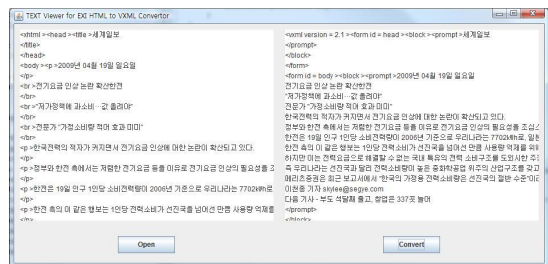 TEXT Viewer for EXI HTML to VXML Convertor
<xhtml ><head ><title >세계일보
</title>
</head>
<body ><p >2009년 04월 19일 일요일
</p>
<br >전기요금 인상 논란 확산한전
</br>
<br >"저가정책에 과소비…값 올려야"
</br>
<br >전문가 "가정소비량 적어 효과 미미"
</br>
<p >한국전력의 적자가 커지면서 전기요금 인상에 대한 논란이 확산되고 있다.
</p>
<p >정부와 한전 측에서는 저렴한 전기요금 등을 이유로 전기요금 인상의 필요성을 조
</p>
<p >한전은 19일 인구 1인당 소비전력량이 2006년 기준으로 우리나라는 7702kWh로
</p>
<p >한전 측의 이 같은 행보는 1인당 전력소비가 선진국을 넘어선 만큼 사용량 억제를
</p>
<vxml version = 2.1 ><form id = head ><block ><prompt >세계일보
</prompt>
</block>
</form>
<form id = body ><block ><prompt >2009년 04월 19일 일요일
전기요금 인상 논란 확산한전
"저가정책에 과소비…값 올려야"
전문가 "가정소비량 적어 효과 미미"
한국전력의 적자가 커지면서 전기요금 인상에 대한 논란이 확산되고 있다.
정부와 한전 측에서는 저렴한 전기요금 등을 이유로 전기요금 인상의 필요성을 조심스
한전은 19일 인구 1인당 소비전력량이 2006년 기준으로 우리나라는 7702kWh로, 일본
한전 측의 이 같은 행보는 1인당 전력소비가 선진국을 넘어선 만큼 사용량 억제를 위해
하지만 이는 전력요금으로 해결할 수 없는 국내 특유의 전력 소비구조를 도외시한 주장
즉 우리나라는 선진국과 달리 전력소비량이 높은 중화학공업 위주의 산업구조를 갖고
메리츠증권은 최근 보고서에서 "한국의 가정용 전력소비량은 선진국의 절반 수준"이라
이천종 기자 skylee@segye.com
다음 기사 - 부도 석달째 줄고, 창업은 337곳 늘어
</prompt>
</block>
Open
Convert